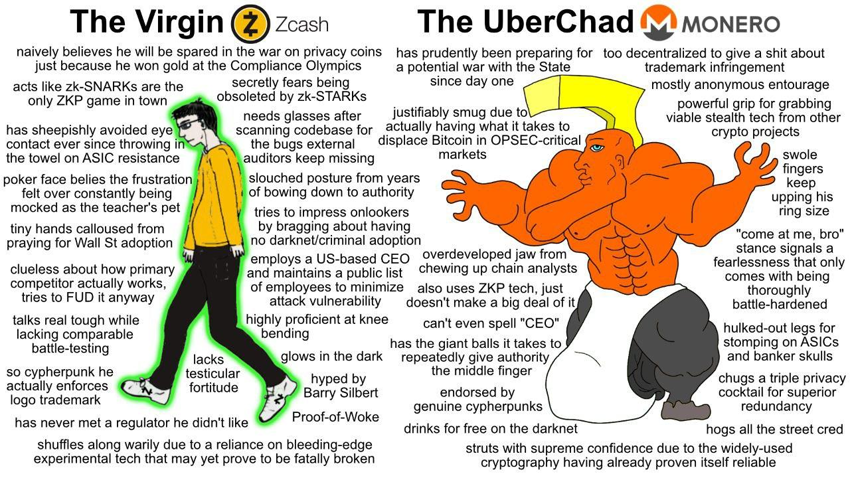 The Virgin Zcash
naively believes he will be spared in the war on privacy coins
just because he won gold at the Compliance Olympics
acts like zk-SNARKs are the
only ZKP game in town
secretly fears being
obsoleted by zk-STARKs
has sheepishly avoided eye
contact ever since throwing in
the towel on ASIC resistance
needs glasses after
scanning codebase for
the bugs external
auditors keep missing
poker face belies the frustration
felt over constantly being
mocked as the teacher's pet
slouched posture from years
of bowing down to authority
tiny hands calloused from
praying for Wall St adoption
tries to impress onlookers
by bragging about having
no darknet/criminal adoption
clueless about how primary
competitor actually works,
tries to FUD it anyway
employs a US-based CEO
and maintains a public list
of employees to minimize
attack vulnerability
talks real tough while
lacking comparable
battle-testing
highly proficient at knee
bending
so cypherpunk he
actually enforces
logo trademark
lacks
testicular
fortitude
glows in the dark
hyped by
Barry Silbert
has never met a regulator he didn't like
Proof-of-Woke
shuffles along warily due to a reliance on bleeding-edge
experimental tech that may yet prove to be fatally broken
The UberChad MONERO
has prudently been preparing for
a potential war with the State
since day one
too decentralized to give a shit about
trademark infringement
mostly anonymous entourage
justifiably smug due to
actually having what it takes to
displace Bitcoin in OPSEC-critical
markets
powerful grip for grabbing
viable stealth tech from other
crypto projects
swole
fingers
keep
upping his
ring size
overdeveloped jaw from
chewing up chain analysts
"come at me, bro"
stance signals a
fearlessness that only
comes with being
thoroughly
battle-hardened
also uses ZKP tech, just
doesn't make a big deal of it
can't even spell "CEO"
has the giant balls it takes to
repeatedly give authority
the middle finger
hulked-out legs for
stomping on ASICs
and banker skulls
endorsed by
genuine cypherpunks
chugs a triple privacy
cocktail for superior
redundancy
drinks for free on the darknet
hogs all the street cred
struts with supreme confidence due to the widely-used
cryptography having already proven itself reliable